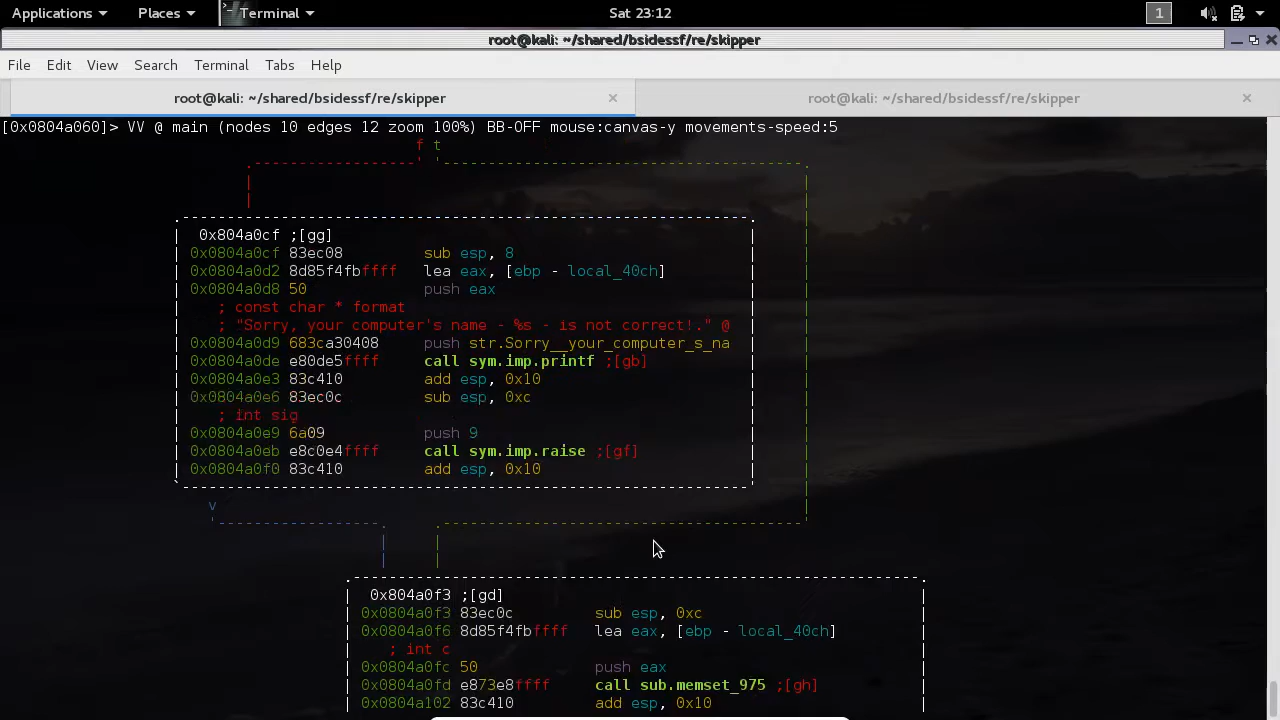 Applications Places Terminal Sat 23:12 1
root@kali: ~/shared/bsidessf/re/skipper
File Edit View Search Terminal Tabs Help
root@kali: ~/shared/bsidessf/re/skipper × root@kali: ~/shared/bsidessf/re/skipper ×
[0x0804a060]> VV @ main (nodes 10 edges 12 zoom 100%) BB-OFF mouse:canvas-y movements-speed:5
f t
0x804a0cf ;[gg]
0x0804a0cf 83ec08 sub esp, 8
0x0804a0d2 8d85f4fbffff lea eax, [ebp - local_40ch]
0x0804a0d8 50 push eax
; const char * format
; "Sorry, your computer's name - %s - is not correct!." @
0x0804a0d9 683ca30408 push str.Sorry__your_computer_s_na
0x0804a0de e80de5ffff call sym.imp.printf ;[gb]
0x0804a0e3 83c410 add esp, 0x10
0x0804a0e6 83ec0c sub esp, 0xc
; int sig
0x0804a0e9 6a09 push 9
0x0804a0eb e8c0e4ffff call sym.imp.raise ;[gf]
0x0804a0f0 83c410 add esp, 0x10
v
0x804a0f3 ;[gd]
0x0804a0f3 83ec0c sub esp, 0xc
0x0804a0f6 8d85f4fbffff lea eax, [ebp - local_40ch]
; int c
0x0804a0fc 50 push eax
0x0804a0fd e873e8ffff call sub.memset_975 ;[gh]
0x0804a102 83c410 add esp, 0x10